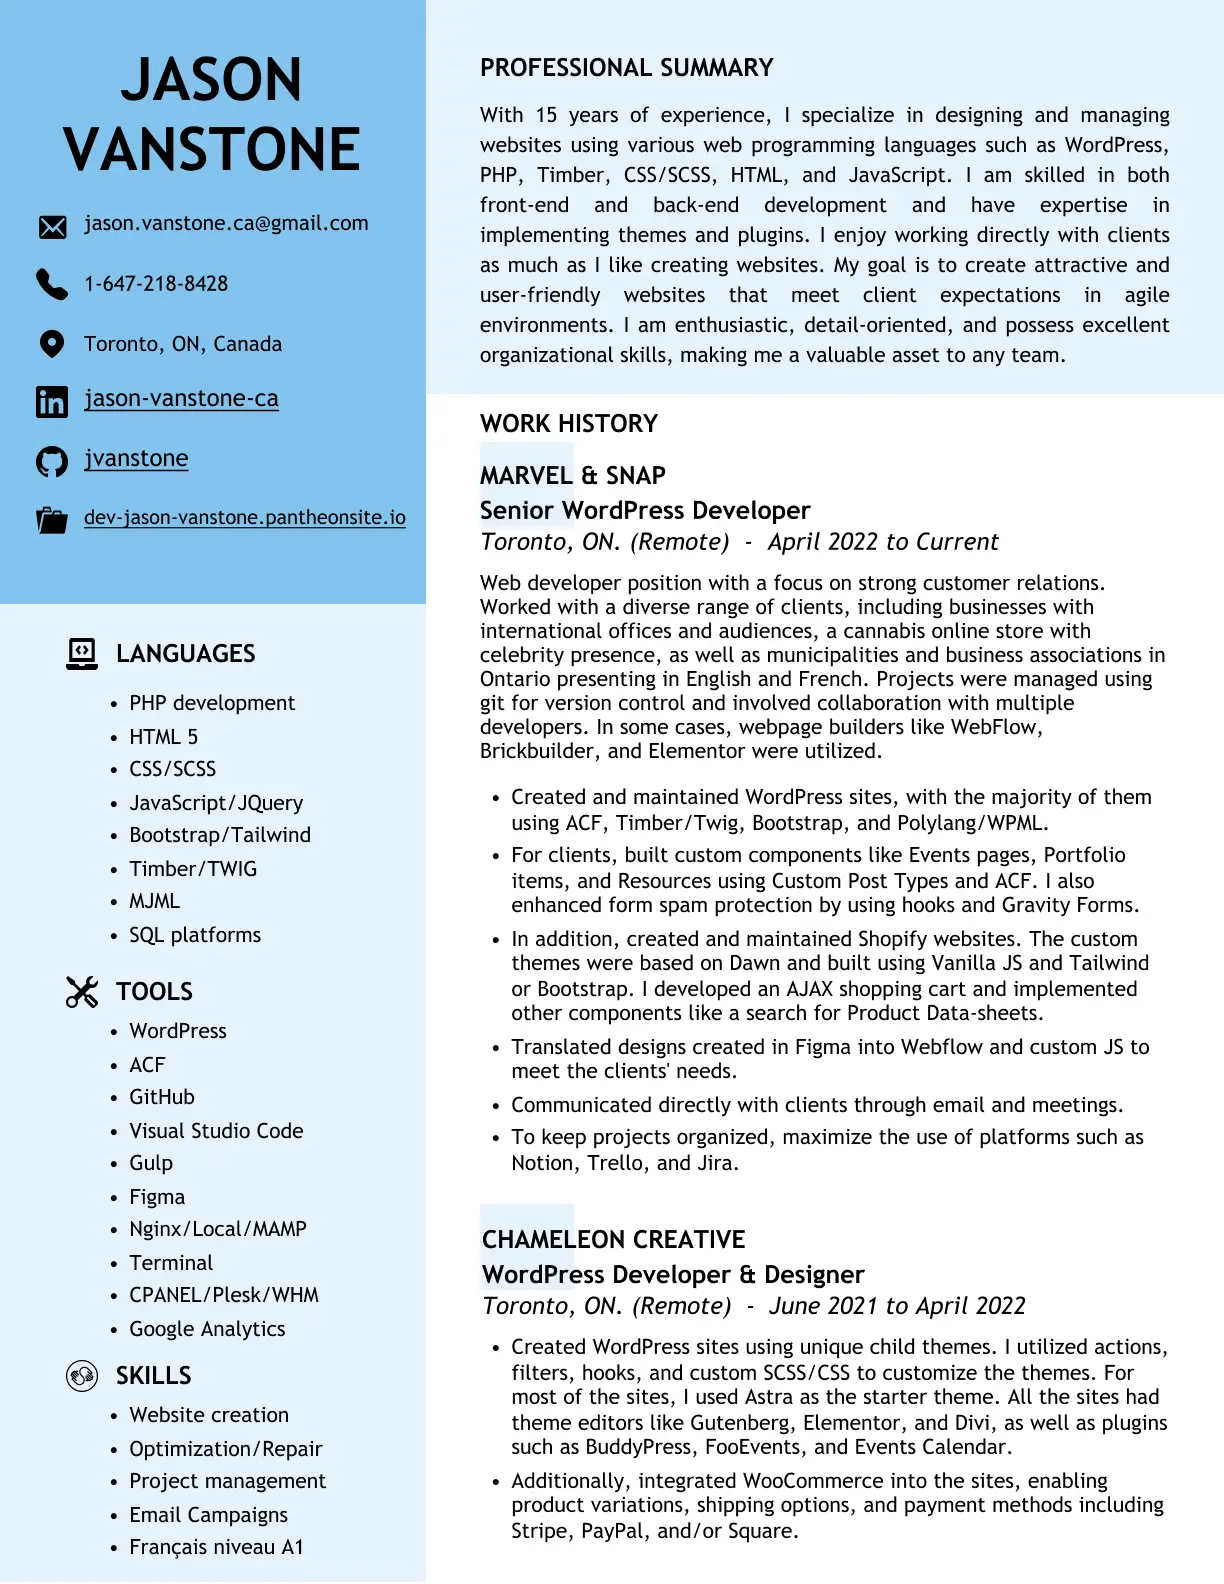 JASON
VANSTONE
jason.vanstone.ca@gmail.com
1-647-218-8428
Toronto, ON, Canada
jason-vanstone-ca
jvanstone
dev-jason-vanstone.pantheonsite.io
LANGUAGES
• PHP development
• HTML 5
• CSS/SCSS
• JavaScript/JQuery
• Bootstrap/Tailwind
• Timber/TWIG
• MJML
• SQL platforms
TOOLS
• WordPress
• ACF
• GitHub
• Visual Studio Code
• Gulp
• Figma
• Nginx/Local/MAMP
• Terminal
• CPANEL/Plesk/WHM
• Google Analytics
SKILLS
• Website creation
• Optimization/Repair
• Project management
• Email Campaigns
• Français niveau A1
PROFESSIONAL SUMMARY
With 15 years of experience, I specialize in designing and managing
websites using various web programming languages such as WordPress,
PHP, Timber, CSS/SCSS, HTML, and JavaScript. I am skilled in both
front-end and back-end development and have expertise in
implementing themes and plugins. I enjoy working directly with clients
as much as I like creating websites. My goal is to create attractive and
user-friendly websites that meet client expectations in agile
environments. I am enthusiastic, detail-oriented, and possess excellent
organizational skills, making me a valuable asset to any team.
WORK HISTORY
MARVEL & SNAP
Senior WordPress Developer
Toronto, ON. (Remote) - April 2022 to Current
Web developer position with a focus on strong customer relations.
Worked with a diverse range of clients, including businesses with
international offices and audiences, a cannabis online store with
celebrity presence, as well as municipalities and business associations in
Ontario presenting in English and French. Projects were managed using
git for version control and involved collaboration with multiple
developers. In some cases, webpage builders like WebFlow,
Brickbuilder, and Elementor were utilized.
• Created and maintained WordPress sites, with the majority of them
using ACF, Timber/Twig, Bootstrap, and Polylang/WPML.
• For clients, built custom components like Events pages, Portfolio
items, and Resources using Custom Post Types and ACF. I also
enhanced form spam protection by using hooks and Gravity Forms.
• In addition, created and maintained Shopify websites. The custom
themes were based on Dawn and built using Vanilla JS and Tailwind
or Bootstrap. I developed an AJAX shopping cart and implemented
other components like a search for Product Data-sheets.
• Translated designs created in Figma into Webflow and custom JS to
meet the clients' needs.
• Communicated directly with clients through email and meetings.
• To keep projects organized, maximize the use of platforms such as
Notion, Trello, and Jira.
CHAMELEON CREATIVE
WordPress Developer & Designer
Toronto, ON. (Remote) - June 2021 to April 2022
• Created WordPress sites using unique child themes. I utilized actions,
filters, hooks, and custom SCSS/CSS to customize the themes. For
most of the sites, I used Astra as the starter theme. All the sites had
theme editors like Gutenberg, Elementor, and Divi, as well as plugins
such as BuddyPress, FooEvents, and Events Calendar.
• Additionally, integrated WooCommerce into the sites, enabling
product variations, shipping options, and payment methods including
Stripe, PayPal, and/or Square.